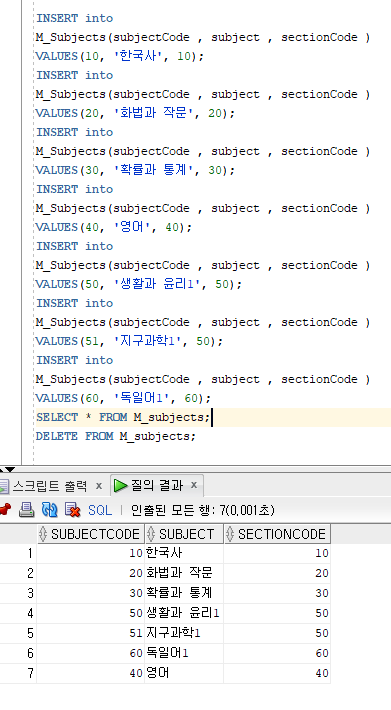 INSERT into
M_Subjects(subjectCode , subject , sectionCode )
VALUES(10, '한국사', 10);
INSERT into
M_Subjects(subjectCode , subject , sectionCode )
VALUES(20, '화법과 작문', 20);
INSERT into
M_Subjects(subjectCode , subject , sectionCode )
VALUES(30, '확률과 통계', 30);
INSERT into
M_Subjects(subjectCode , subject , sectionCode )
VALUES(40, '영어', 40);
INSERT into
M_Subjects(subjectCode , subject , sectionCode )
VALUES(50, '생활과 윤리1', 50);
INSERT into
M_Subjects(subjectCode , subject , sectionCode )
VALUES(51, '지구과학1', 50);
INSERT into
M_Subjects(subjectCode , subject , sectionCode )
VALUES(60, '독일어1', 60);
SELECT * FROM M_subjects;
DELETE FROM M_subjects;
스크립트 출력 x 질의 결과 x
SQL | 인출된 모든 행: 7(0,001초)
SUBJECTCODE SUBJECT SECTIONCODE
1 10 한국사 10
2 20 화법과 작문 20
3 30 확률과 통계 30
4 50 생활과 윤리1 50
5 51 지구과학1 50
6 60 독일어1 60
7 40 영어 40